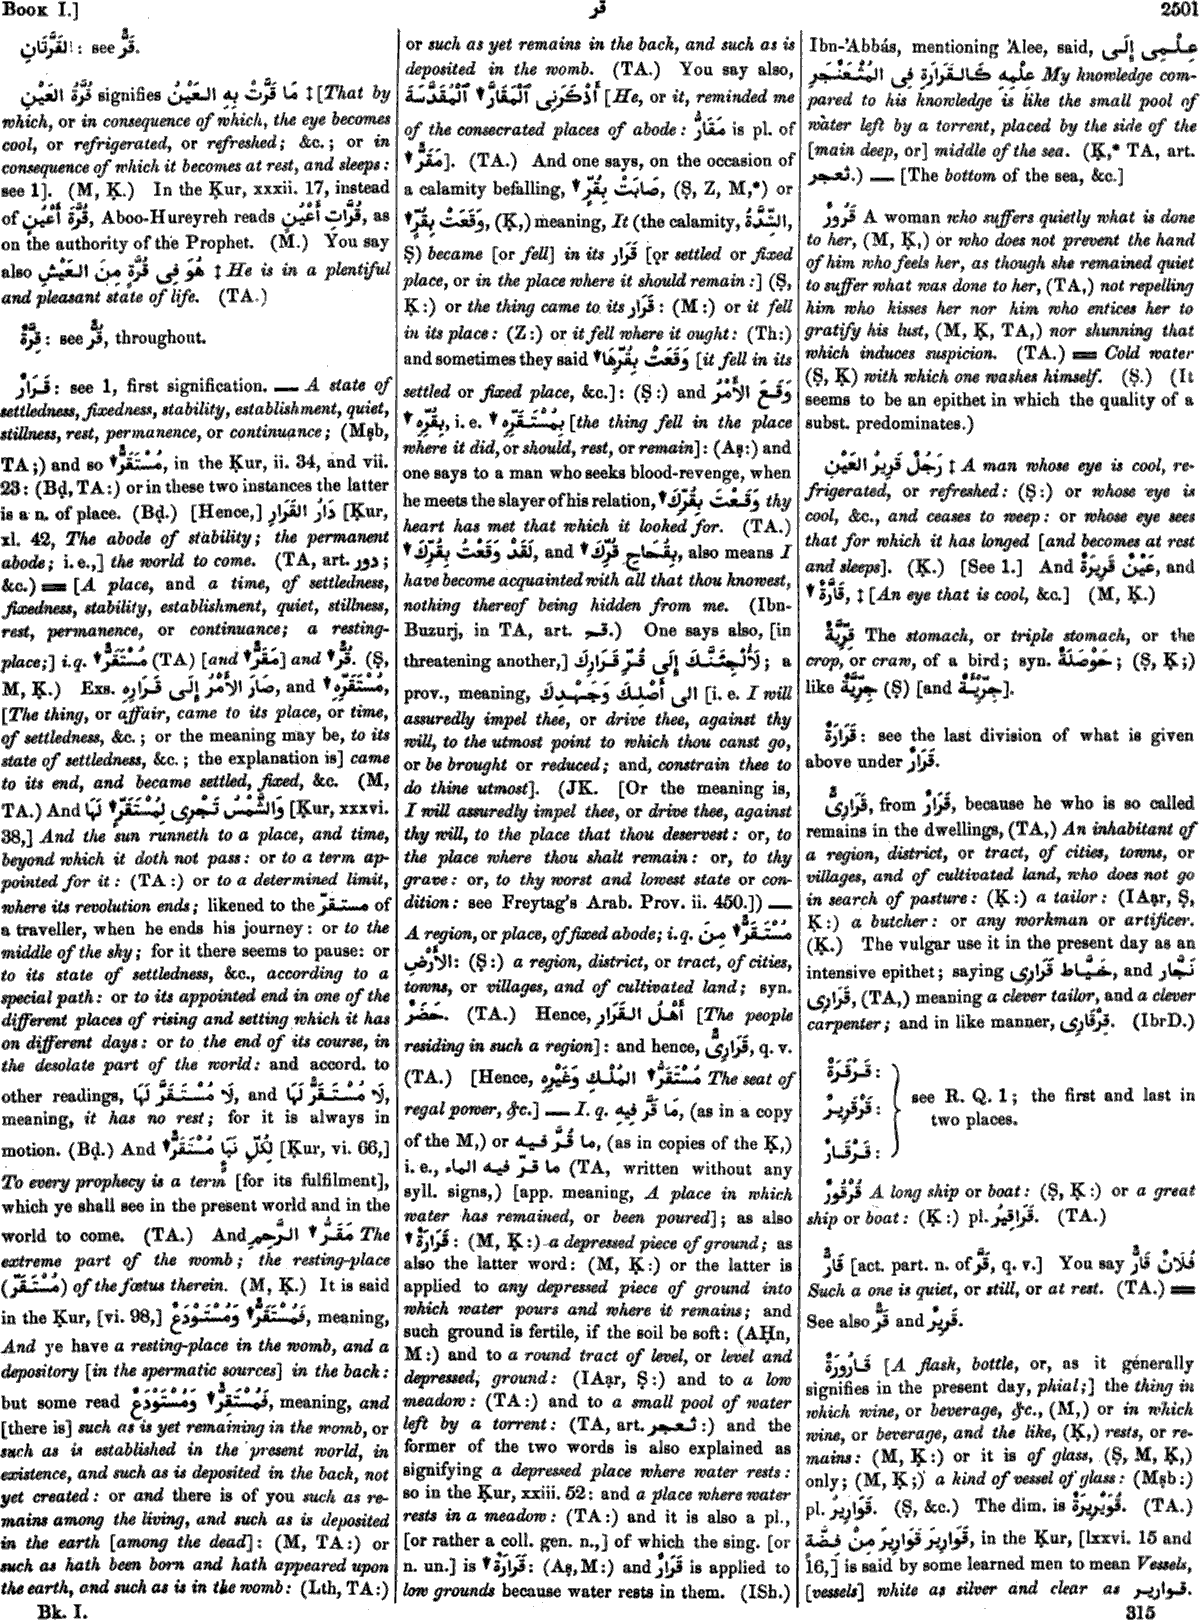 Book I.]
قر
2501
القَرَّتَانِ : see قَرٌّ.
قُرَّةُ العَيْنِ signifies مَا قَرَّتْ بِهِ العَيْنُ ‡ [That by
which, or in consequence of which, the eye becomes
cool, or refrigerated, or refreshed; &c.; or in
consequence of which it becomes at rest, and sleeps:
see 1]. (M, Ḳ.) In the Ḳur, xxxii. 17, instead
of قُرَّةُ أَعْيُنٍ, Aboo-Hureyreh reads قُرَّاتِ أَعْيُنٍ, as
on the authority of the Prophet. (M.) You say
also هُوَ فِى قُرَّةٍ مِنَ العَيْشِ ‡ He is in a plentiful
and pleasant state of life. (TA.)
قِرَّةٌ : see قُرٌّ, throughout.
قَرَارٌ: see 1, first signification. — A state of
settledness, fixedness, stability, establishment, quiet,
stillness, rest, permanence, or continuance; (Mṣb,
TA;) and so ▼ مُسْتَقَرٌّ, in the Ḳur, ii. 34, and vii.
23: (Bḍ, TA:) or in these two instances the latter
is a n. of place. (Bḍ.) [Hence,] دَارُ القَرَارِ [Ḳur,
xl. 42, The abode of stability; the permanent
abode; i. e.,] the world to come. (TA, art. دور;
&c.) ═ [A place, and a time, of settledness,
fixedness, stability, establishment, quiet, stillness,
rest, permanence, or continuance; a resting-
place;] i.q. ▼ مُسْتَقَرٌّ (TA) [and ▼ مَقَرٌّ] and ▼ قُرٌّ. (Ṣ,
M, Ḳ.) Exs. صَارَ الأَمْرُ إِلَى قَرَارِهِ, and ▼ مُسْتَقَرِّهِ,
[The thing, or affair, came to its place, or time,
of settledness, &c.; or the meaning may be, to its
state of settledness, &c.; the explanation is] came
to its end, and became settled, fixed, &c. (M,
TA.) And وَالشَّمْسُ تَجْرِى لِمُسْتَقَرٍّ ▼ لَهَا [Ḳur, xxxvi.
38,] And the sun runneth to a place, and time,
beyond which it doth not pass: or to a term ap-
pointed for it: (TA:) or to a determined limit,
where its revolution ends; likened to the مستقرّ of
a traveller, when he ends his journey: or to the
middle of the sky; for it there seems to pause: or
to its state of settledness, &c., according to a
special path: or to its appointed end in one of the
different places of rising and setting which it has
on different days: or to the end of its course, in
the desolate part of the world: and accord. to
other readings, لَا مُسْتَقَرَّ لَهَا, and لَا مُسْتَقَرٌّ لَهَا,
meaning, it has no rest; for it is always in
motion. (Bḍ.) And لِكُلِّ نَبَإٍ مُسْتَقَرٌّ ▼ [Ḳur, vi. 66,]
To every prophecy is a term [for its fulfilment],
which ye shall see in the present world and in the
world to come. (TA.) And مَقَرُّ ▼ الرَّحِمِ The
extreme part of the womb; the resting-place
(مُسْتَقَرّ) of the fœtus therein. (M, Ḳ.) It is said
in the Ḳur, [vi. 98,] فَمُسْتَقَرٌّ ▼ وَمُسْتَوْدَعٌ, meaning,
And ye have a resting-place in the womb, and a
depository [in the spermatic sources] in the back:
but some read فَمُسْتَقِرٌّ ▼ وَمُسْتَوْدَعٌ, meaning, and
[there is] such as is yet remaining in the womb, or
such as is established in the present world, in
existence, and such as is deposited in the back, not
yet created: or and there is of you such as re-
mains among the living, and such as is deposited
in the earth [among the dead]: (M, TA:) or
such as hath been born and hath appeared upon
the earth, and such as is in the womb: (Lth, TA:)
or such as yet remains in the back, and such as is
deposited in the womb. (TA.) You say also,
أَذْكَرَنِى ٱلْمَقَارَّ ▼ ٱلْمُقَدَّسَةَ [He, or it, reminded me
of the consecrated places of abode: مَقَارُّ is pl. of
▼ مَقَرٌّ]. (TA.) And one says, on the occasion of
a calamity befalling, صَابَتْ بِقُرٍّ ▼, (Ṣ, Z, M,*) or
وَقَعَتْ بِقُرٍّ ▼, (Ḳ,) meaning, It (the calamity, الشِّدَّةُ,
Ṣ) became [or fell] in its قَرَار [or settled or fixed
place, or in the place where it should remain:] (Ṣ,
Ḳ:) or the thing came to its قَرَار: (M:) or it fell
in its place: (Z:) or it fell where it ought: (Th:)
and sometimes they said وَقَعَتْ بِقُرِّهَا ▼ [it fell in its
settled or fixed place, &c.]: (Ṣ:) and وَقَعَ الأَمْرُ
بِقُرِّهِ ▼, i. e. بِمُسْتَقَرِّهِ ▼ [the thing fell in the place
where it did, or should, rest, or remain]: (Aṣ:) and
one says to a man who seeks blood-revenge, when
he meets the slayer of his relation, وَقَعْتَ بِقُرِّكَ ▼ thy
heart has met that which it looked for. (TA.)
لَقَدْ وَقَعْتُ بِقُرِّكَ ▼, and بِقُحَاحِ قُرِّكَ ▼, also means I
have become acquainted with all that thou knowest,
nothing thereof being hidden from me. (Ibn-
Buzurj, in TA, art. قح.) One says also, [in
threatening another,] لَأُلْجِئَنَّكَ إِلَى قُرِّ قَرَارِكَ; a
prov., meaning, الى أَصْلِكَ وَجَهْدِكَ [i. e. I will
assuredly impel thee, or drive thee, against thy
will, to the utmost point to which thou canst go,
or be brought or reduced; and, constrain thee to
do thine utmost]. (JK. [Or the meaning is,
I will assuredly impel thee, or drive thee, against
thy will, to the place that thou deservest: or, to
the place where thou shalt remain: or, to thy
grave: or, to thy worst and lowest state or con-
dition: see Freytag's Arab. Prov. ii. 450.]) —
A region, or place, of fixed abode; i. q. مُسْتَقَرٌّ ▼ مِنَ
الأَرْضِ: (Ṣ:) a region, district, or tract, of cities,
towns, or villages, and of cultivated land; syn.
حَضَرٌ. (TA.) Hence, أَهْلُ القَرَارِ [The people
residing in such a region]: and hence, قَرَارِىٌّ, q. v.
(TA.) [Hence, مُسْتَقَرُّ ▼ المُلْكِ وَغَيْرِهِ The seat of
regal power, &c.] — I. q. مَا قَرَّ فِيهِ, (as in a copy
of the M,) or ما قُرَّ فيه, (as in copies of the Ḳ,)
i. e., ما قرّ فيه الماء (TA, written without any
syll. signs,) [app. meaning, A place in which
water has remained, or been poured]; as also
▼ قَرَارَةٌ: (M, Ḳ:) a depressed piece of ground; as
also the latter word: (M, Ḳ:) or the latter is
applied to any depressed piece of ground into
which water pours and where it remains; and
such ground is fertile, if the soil be soft: (AḤn,
M:) and to a round tract of level, or level and
depressed, ground: (IAạr, Ṣ:) and to a low
meadow: (TA:) and to a small pool of water
left by a torrent: (TA, art. ثعجر:) and the
former of the two words is also explained as
signifying a depressed place where water rests:
so in the Ḳur, xxiii. 52: and a place where water
rests in a meadow: (TA:) and it is also a pl.,
[or rather a coll. gen. n.,] of which the sing. [or
n. un.] is ▼ قَرَارَةٌ: (Aṣ, M:) and قَرَارٌ is applied to
low grounds because water rests in them. (ISh.)
Ibn-'Abbás, mentioning 'Alee, said, عِلْمِى إِلَى
عِلْمِهِ كَالقَرَارَةِ فِى المُثْعَنْجَرِ My knowledge com-
pared to his knowledge is like the small pool of
water left by a torrent, placed by the side of the
[main deep, or] middle of the sea. (Ḳ,* TA, art.
ثعجر.) — [The bottom of the sea, &c.]
قَرُورٌ A woman who suffers quietly what is done
to her, (M, Ḳ,) or who does not prevent the hand
of him who feels her, as though she remained quiet
to suffer what was done to her, (TA,) not repelling
him who kisses her nor him who entices her to
gratify his lust, (M, Ḳ, TA,) nor shunning that
which induces suspicion. (TA.) ═ Cold water
(Ṣ, Ḳ) with which one washes himself. (Ṣ.) (It
seems to be an epithet in which the quality of a
subst. predominates.)
رَجُلٌ قَرِيرُ العَيْنِ ‡ A man whose eye is cool, re-
frigerated, or refreshed: (Ṣ:) or whose eye is
cool, &c., and ceases to weep: or whose eye sees
that for which it has longed [and becomes at rest
and sleeps]. (Ḳ.) [See 1.] And عَيْنٌ قَرِيرَةٌ, and
▼ قَارَّةٌ, ‡ [An eye that is cool, &c.] (M, Ḳ.)
قِرِّيَّةٌ The stomach, or triple stomach, or the
crop, or craw, of a bird; syn. حَوْصَلَةٌ; (Ṣ, Ḳ;)
like جِرِّيَّةٌ (Ṣ) [and جِرِّيْئَةٌ].
قَرَارَةٌ: see the last division of what is given
above under قَرَارٌ.
قَرَارِىٌّ, from قَرَارٌ, because he who is so called
remains in the dwellings, (TA,) An inhabitant of
a region, district, or tract, of cities, towns, or
villages, and of cultivated land, who does not go
in search of pasture: (Ḳ:) a tailor: (IAạr, Ṣ,
Ḳ:) a butcher: or any workman or artificer.
(Ḳ.) The vulgar use it in the present day as an
intensive epithet; saying خَيَّاط قَرَارِى, and نَجَّار
قَرَارِى, (TA,) meaning a clever tailor, and a clever
carpenter; and in like manner, قِرْقَارِى. (IbrD.)
قَرْقَرَةٌ :
قَرْقَرِيرٌ :
قَرْقَارٌ :
see R. Q. 1; the first and last in
two places.
قُرْقُورٌ A long ship or boat: (Ṣ, Ḳ:) or a great
ship or boat: (Ḳ:) pl. قَرَاقِيرُ. (TA.)
قَارٌّ [act. part. n. of قَرَّ, q. v.] You say فُلَانٌ قَارٌّ
Such a one is quiet, or still, or at rest. (TA.) ═
See also قَرٌّ and قَرِيرٌ.
قَارُورَةٌ [A flask, bottle, or, as it generally
signifies in the present day, phial;] the thing in
which wine, or beverage, &c., (M,) or in which
wine, or beverage, and the like, (Ḳ,) rests, or re-
mains: (M, Ḳ:) or it is of glass, (Ṣ, M, Ḳ,)
only; (M, Ḳ;) a kind of vessel of glass: (Mṣb:)
pl. قَوَارِيرُ. (Ṣ, &c.) The dim. is قُوَيْرِيرَةٌ. (TA.)
قَوَارِيرَ قَوَارِيرَ مِنْ فِضَّة, in the Ḳur, [lxxvi. 15 and
16,] is said by some learned men to mean Vessels,
[vessels] white as silver and clear as قوارير.
Bk. I.
315